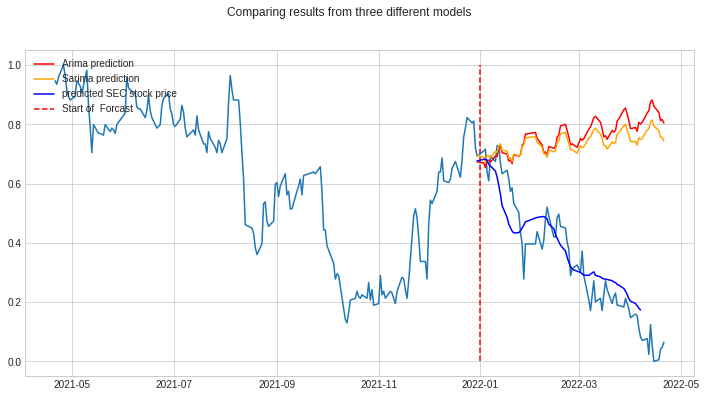 Comparing results from three different models
1.0
0.8
0.6
0.4
0.2
0.0
Arima prediction
Sarima prediction
predicted SEC stock price
Start of Forcast
2021-05
2021-07
2021-09
2021-11
2022-01
2022-03
2022-05